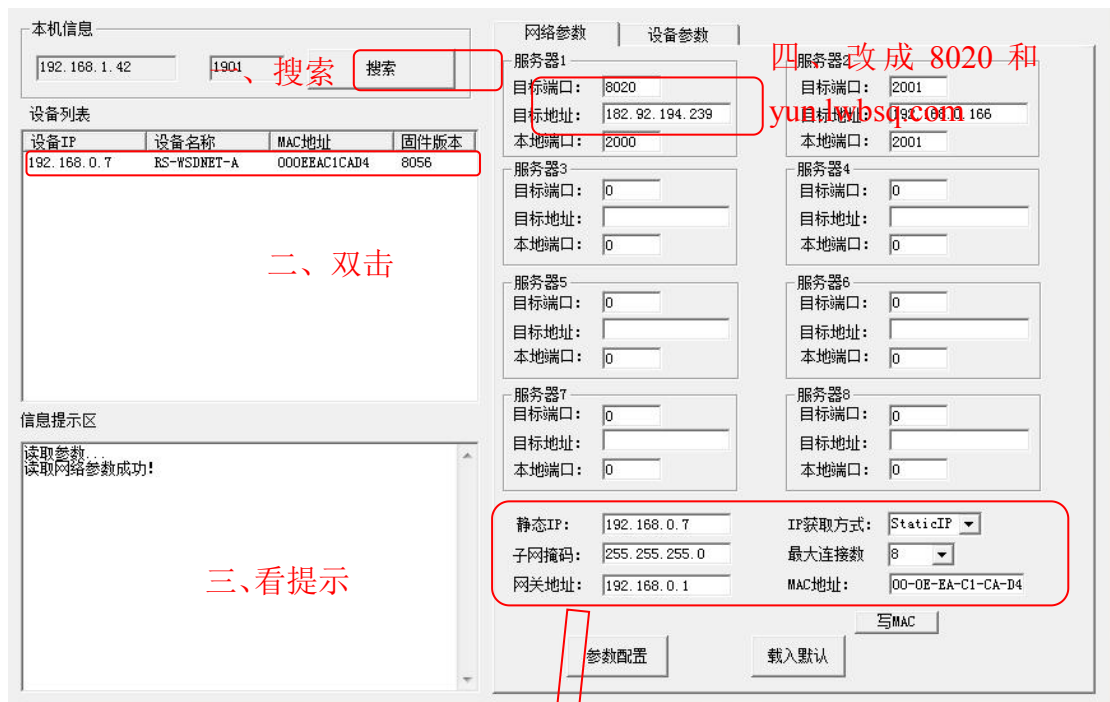 本机信息
192.168.1.42
1901
一、搜索
搜索
设备列表
设备IP 设备名称 MAC地址 固件版本
192.168.0.7 RS-WSDNET-A 000EEAC1CAD4 8056
二、双击
信息提示区
读取参数...
读取网络参数成功!
三、看提示
网络参数 设备参数
四、改成 8020 和
yun.hwbsq.com
服务器1
目标端口: 8020
目标地址: 182.92.194.239
本地端口: 2000
服务器2
目标端口: 2001
目标地址: 192.168.0.166
本地端口: 2001
服务器3
目标端口: 0
目标地址:
本地端口: 0
服务器4
目标端口: 0
目标地址:
本地端口: 0
服务器5
目标端口: 0
目标地址:
本地端口: 0
服务器6
目标端口: 0
目标地址:
本地端口: 0
服务器7
目标端口: 0
目标地址:
本地端口: 0
服务器8
目标端口: 0
目标地址:
本地端口: 0
静态IP: 192.168.0.7 IP获取方式: StaticIP
子网掩码: 255.255.255.0 最大连接数 8
网关地址: 192.168.0.1 MAC地址: 00-0E-EA-C1-CA-D4
写MAC
参数配置 载入默认